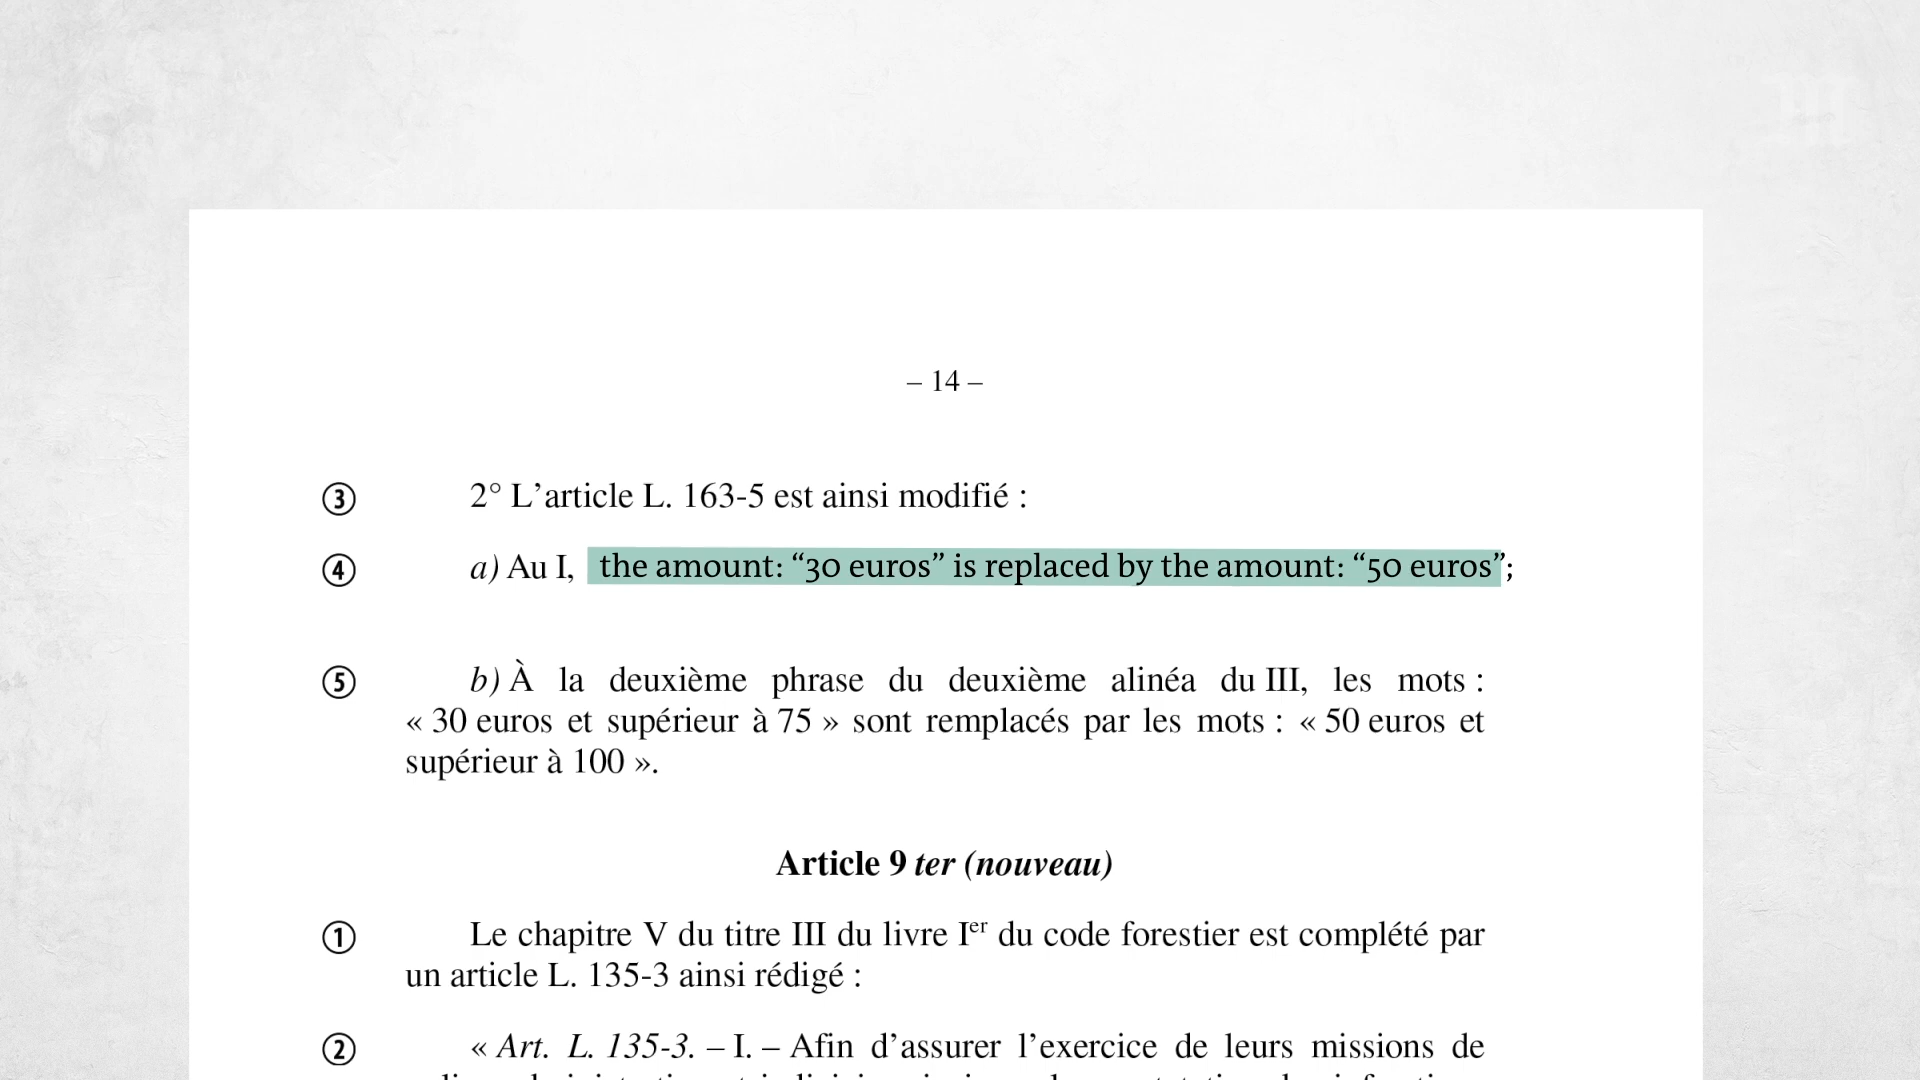 – 14 –
③ 2° L’article L. 163-5 est ainsi modifié :
④ a) Au I, the amount: “30 euros” is replaced by the amount: “50 euros”;
⑤ b) À la deuxième phrase du deuxième alinéa du III, les mots :
« 30 euros et supérieur à 75 » sont remplacés par les mots : « 50 euros et
supérieur à 100 ».
Article 9 ter (nouveau)
① Le chapitre V du titre III du livre Ier du code forestier est complété par
un article L. 135-3 ainsi rédigé :
② « Art. L. 135-3. – I. – Afin d’assurer l’exercice de leurs missions de